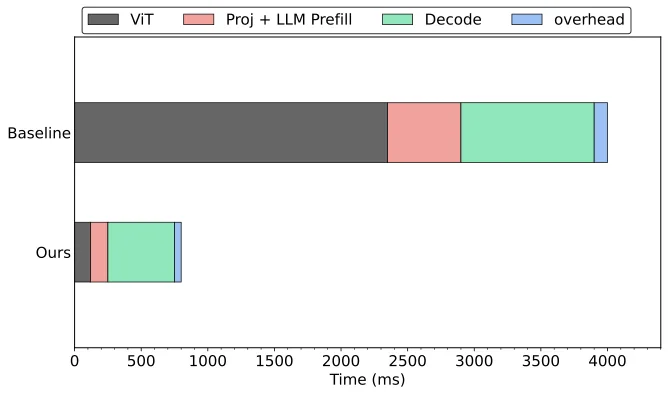 ViT Proj + LLM Prefill Decode overhead
Baseline
Ours
0 500 1000 1500 2000 2500 3000 3500 4000
Time (ms)